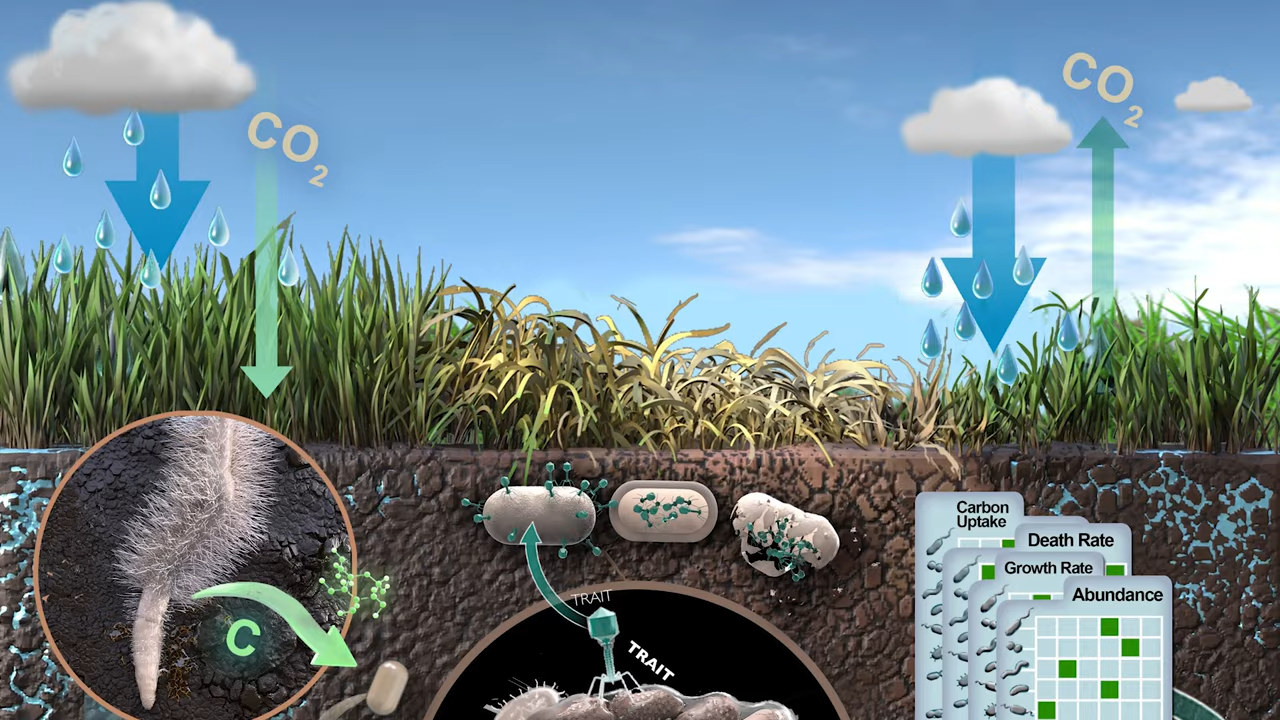 CO₂
CO₂
Carbon
Uptake
Death Rate
Growth Rate
Abundance
TRAIT
TRAIT
C